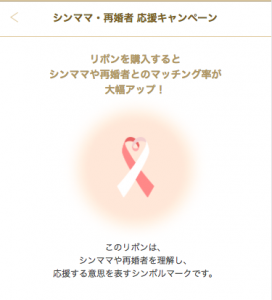 シンママ・再婚者 応援キャンペーン
リボンを購入すると
シンママや再婚者とのマッチング率が
大幅アップ！
このリボンは、
シンママや再婚者を理解し、
応援する意思を表すシンボルマークです。